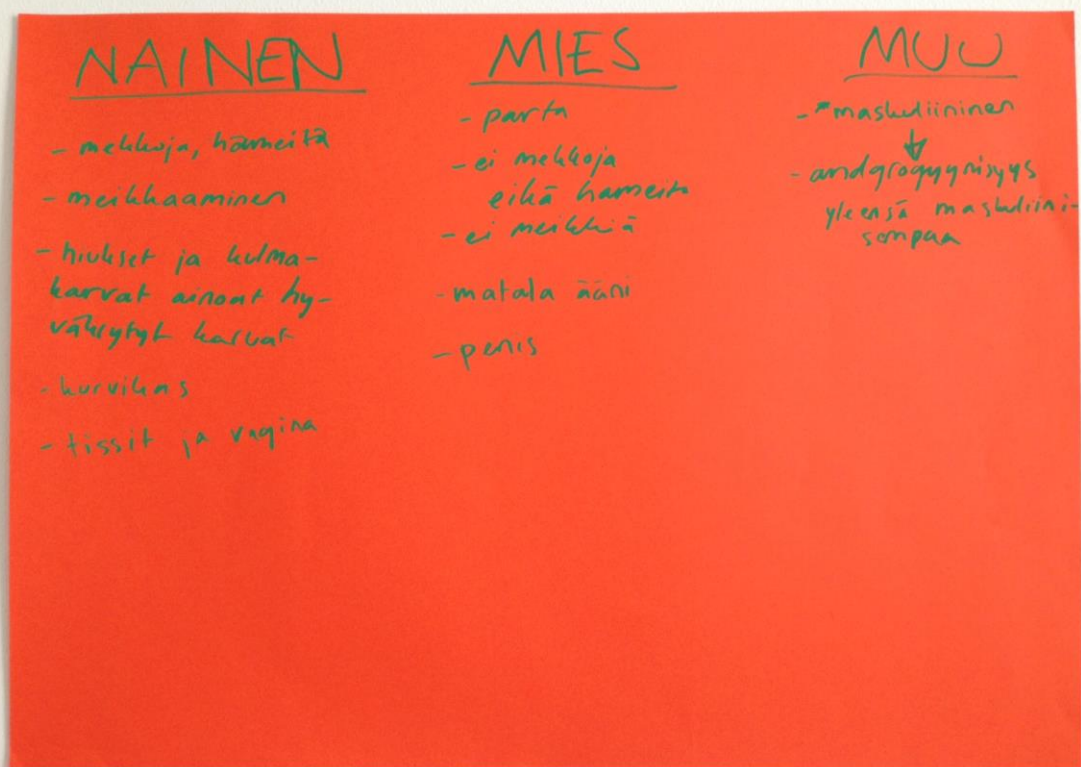 NAINEN
- mekkoja, hameita
- meikkaaminen
- hiukset ja kulma-
karvat ainoat hy-
väksytyt karvat
- kurvikas
- tissit ja vagina
MIES
- parta
- ei mekkoja
eikä hameita
- ei meikkiä
- matala ääni
- penis
MUU
- maskuliininen
- andgrogyynisyys
yleensä maskuliini-
sempaa